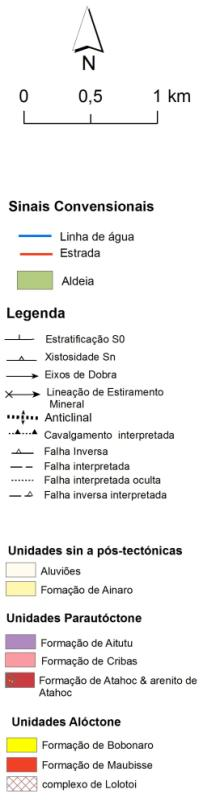 N
0 0,5 1 km
Sinais Convensionais
Linha de água
Estrada
Aldeia
Legenda
Estratificação S0
Xistosidade Sn
Eixos de Dobra
Lineação de Estiramento
Mineral
Anticlinal
Cavalgamento interpretada
Falha Inversa
Falha interpretada
Falha interpretada oculta
Falha inversa interpretada
Unidades sin a pós-tectónicas
Aluviões
Fomação de Ainaro
Unidades Parautóctone
Formação de Aitutu
Formação de Cribas
Formação de Atahoc & arenito de
Atahoc
Unidades Alóctone
Formação de Bobonaro
Formação de Maubisse
complexo de Lolotoi